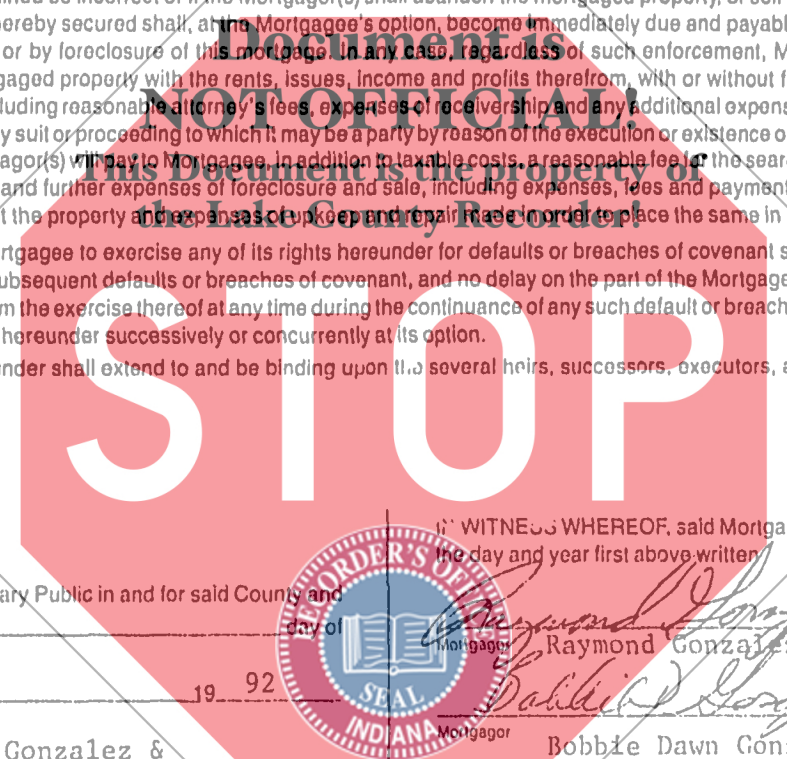 hereby secured shall, at the Mortgagee's option, become immediately due and payabl
Document is
or by foreclosure of this mortgage. In any case, regardless of such enforcement, M
gaged property with the rents, issues, income and profits therefrom, with or without f
NOT OFFICIAL!
luding reasonable attorney's fees, expenses of receivership and any additional expens
y suit or proceeding to which it may be a party by reason of the execution or existence o
This Document is the property of
agor(s) will pay to Mortgagee, in addition to taxable costs, a reasonable fee for the sear
and further expenses of foreclosure and sale, including expenses, fees and payment
the Lake County Recorder!
t the property and expenses of upkeep and repair made in order to place the same in
rtgagee to exercise any of its rights hereunder for defaults or breaches of covenant s
ubsequent defaults or breaches of covenant, and no delay on the part of the Mortgage
m the exercise thereof at any time during the continuance of any such default or breach
hereunder successively or concurrently at its option.
nder shall extend to and be binding upon the several heirs, successors, executors, a
STOP
IN WITNESS WHEREOF, said Mortga
the day and year first above written
RECORDER'S OF
SEAL
INDIANA
ary Public in and for said County and
day of
Raymond Gonz
Mortgagor Raymond Gonzalez
19 92
Bobbie D Gonz
Mortgagor
Gonzalez &
Bobbie Dawn Gon